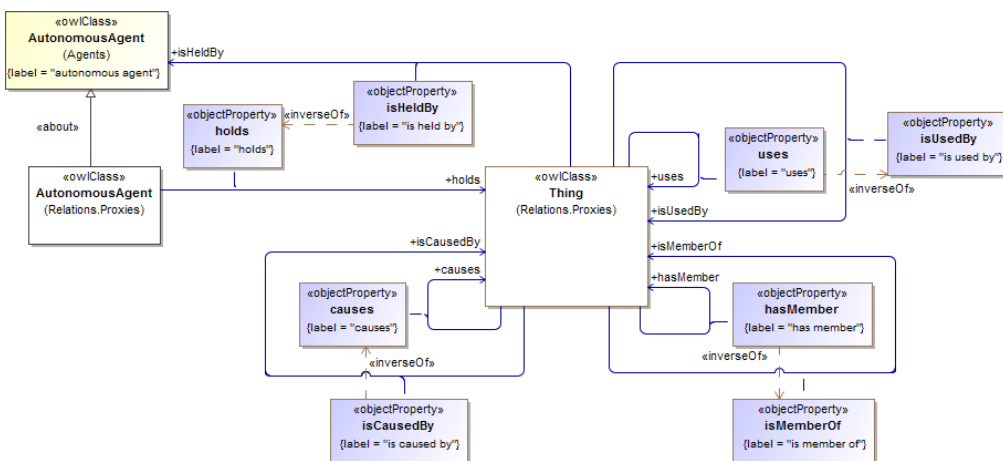 «owlClass»
AutonomousAgent
(Agents)
{label = "autonomous agent"}
+isHeldBy
«objectProperty»
isHeldBy
{label = "is held by"}
«inverseOf»
«objectProperty»
holds
{label = "holds"}
«about»
«owlClass»
AutonomousAgent
(Relations.Proxies)
+holds
«owlClass»
Thing
(Relations.Proxies)
+uses
«objectProperty»
uses
{label = "uses"}
«objectProperty»
isUsedBy
{label = "is used by"}
«inverseOf»
+isUsedBy
+isCausedBy
+isMemberOf
+causes
+hasMember
«objectProperty»
causes
{label = "causes"}
«objectProperty»
hasMember
{label = "has member"}
«inverseOf»
«inverseOf»
«objectProperty»
isCausedBy
{label = "is caused by"}
«objectProperty»
isMemberOf
{label = "is member of"}